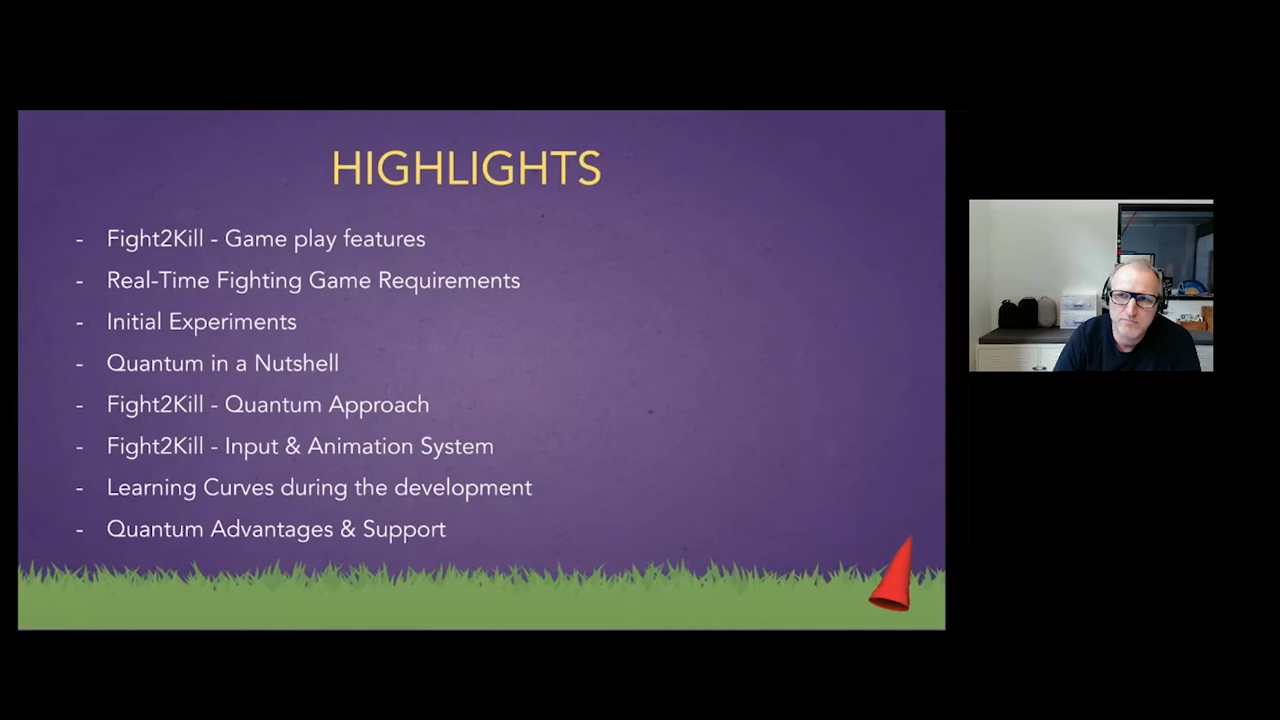 HIGHLIGHTS
- Fight2Kill - Game play features
- Real-Time Fighting Game Requirements
- Initial Experiments
- Quantum in a Nutshell
- Fight2Kill - Quantum Approach
- Fight2Kill - Input & Animation System
- Learning Curves during the development
- Quantum Advantages & Support